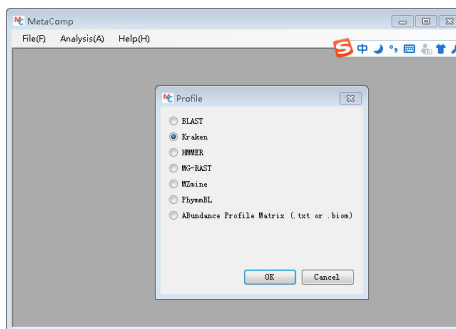 MetaComp
File(F) Analysis(A) Help(H)
中
Profile
BLAST
Kraken
HMMER
MG-RAST
MZmine
PhymmBL
ABundance Profile Matrix (.txt or .biom)
OK Cancel